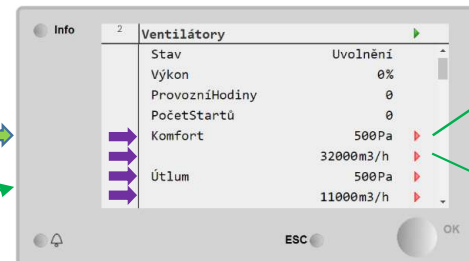 Info
2 Ventilátory
Stav Uvolnění
Výkon 0%
ProvozníHodiny 0
PočetStartů 0
Komfort 500Pa
32000m3/h
Útlum 500Pa
11000m3/h
ESC
OK